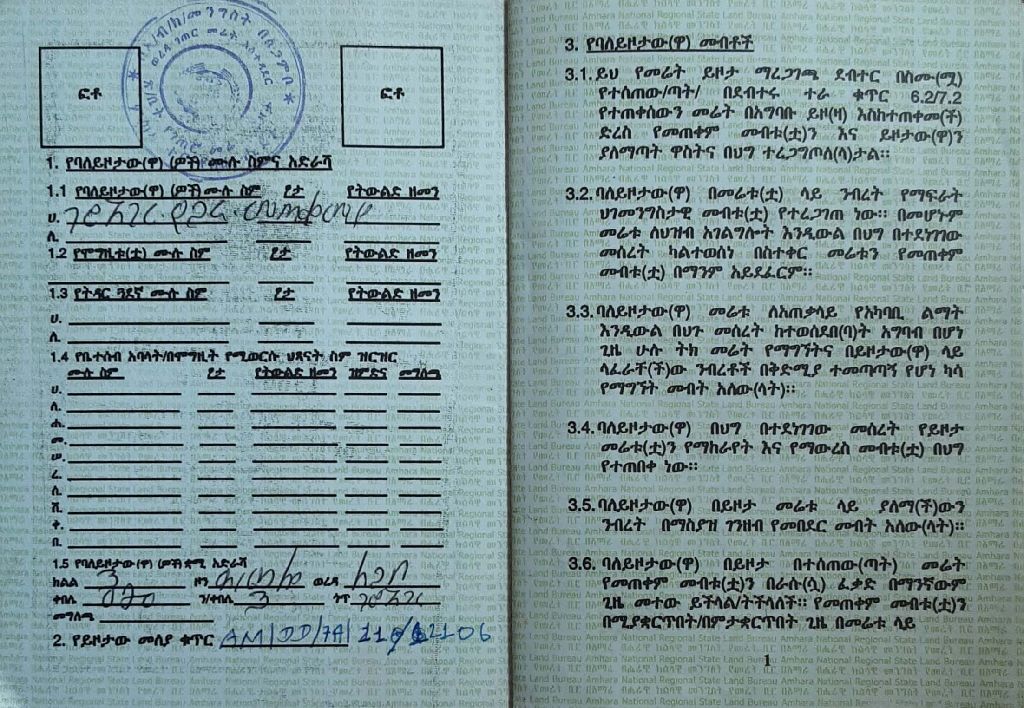 ፎቶ
ፎቶ
1. የባለይዞታው(ዋ) (ዎች) ሙሉ ስምና አድራሻ
1.1 የባለይዞታው(ዋ) (ዎች) ሙሉ ስም ፆታ የትውልድ ዘመን
ሀ.
ለ.
1.2 የሞግዚቱ(ቷ) ሙሉ ስም ፆታ የትውልድ ዘመን
1.3 የትዳር ጓደኛ ሙሉ ስም ፆታ የትውልድ ዘመን
ሀ.
ለ.
1.4 የቤተሰብ አባላት/በሞግዚት የሚወርሱ ህጻናት ስም ዝርዝር
ሙሉ ስም ፆታ የትውልድ ዘመን ዝምድና መግለጫ
ሀ.
ለ.
ሐ.
መ.
ሠ.
ረ.
ሰ.
ሸ.
ቀ.
በ.
1.5 የባለይዞታው(ዋ) (ዎች) ቋሚ አድራሻ
ክልል 3 ዞን ወረዳ
ቀበሌ ን/ቀበሌ 3 ጎጥ
መግለጫ
2. የይዞታው መለያ ቁጥር
3. የባለይዞታው(ዋ) መብቶች
3.1. ይህ የመሬት ይዞታ ማረጋገጫ ደብተር በስሙ(ሟ)
የተሰጠው/ጣት/ በደብተሩ ተራ ቁጥር 6.2/7.2
የተጠቀሰውን መሬት በአግባቡ ይዞ(ዛ) እስከተጠቀመ(ች)
ድረስ የመጠቀም መብቱ(ቷ)ን እና ይዞታው(ዋ)ን
ያለማጣት ዋስትና በህግ ተረጋግጦለ(ላ)ታል።
3.2. ባለይዞታው(ዋ) በመሬቱ(ቷ) ላይ ንብረት የማፍራት
ህገመንግስታዊ መብቱ(ቷ) የተረጋገጠ ነው። በመሆኑም
መሬቱ ለህዝብ አገልግሎት እንዲውል በህግ በተደነገገው
መሰረት ካልተወሰነ በስተቀር መሬቱን የመጠቀም
መብቱ(ቷ) በማንም አይደፈርም።
3.3. ባለይዞታው(ዋ) መሬቱ ለአጠቃላይ የአካባቢ ልማት
እንዲውል በህጉ መሰረት ከተወሰደበ(ባ)ት አግባብ በሆነ
ጊዜ ሁሉ ትክ መሬት የማግኘትና በይዞታው(ዋ) ላይ
ላፈራቸ(ች)ው ንብረቶች በቅድሚያ ተመጣጣኝ የሆነ ካሳ
የማግኘት መብት አለው(ላት)።
3.4. ባለይዞታው(ዋ) በህግ በተደነገገው መሰረት የይዞታ
መሬቱ(ቷ)ን የማከራየት እና የማውረስ መብቱ(ቷ) በህግ
የተጠበቀ ነው።
3.5. ባለይዞታው(ዋ) በይዞታ መሬቱ ላይ ያለማ(ች)ውን
ንብረት በማስያዝ ገንዘብ የመበደር መብት አለው(ላት)።
3.6. ባለይዞታው(ዋ) በይዞታ በተሰጠው(ጣት) መሬት
የመጠቀም መብቱ(ቷ)ን በራሱ(ሷ) ፈቃድ በማንኛውም
ጊዜ መተው ይችላል/ትችላለች። የመጠቀም መብቱ(ቷ)ን
በሚያቋርጥበት/በምታቋርጥበት ጊዜ በመሬቱ ላይ
1